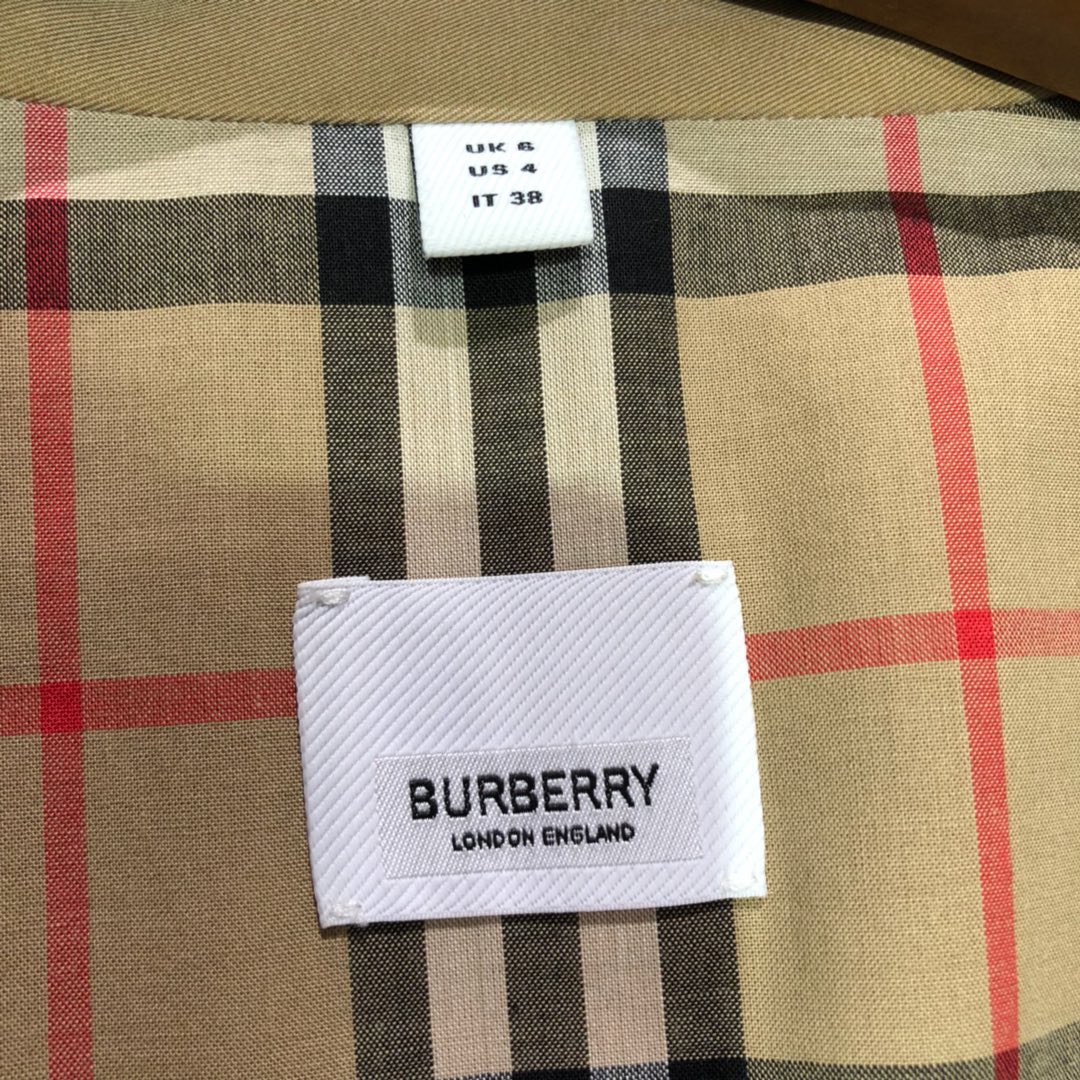 UK 6
US 4
IT 38
BURBERRY
LONDON ENGLAND